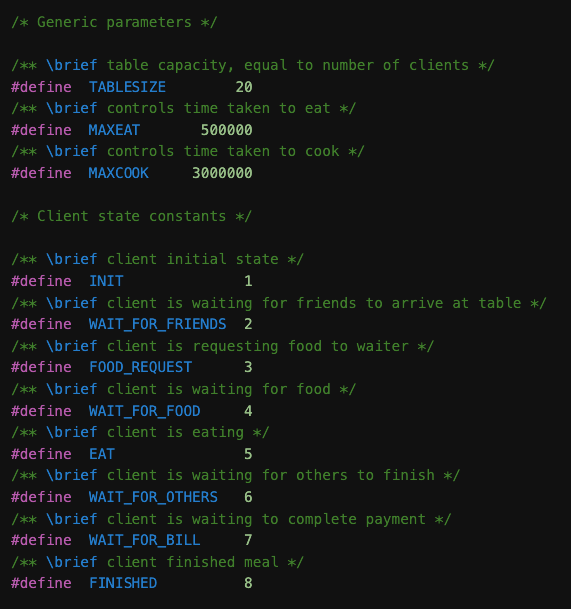 /* Generic parameters */
/** \brief table capacity, equal to number of clients */
#define  TABLESIZE        20
/** \brief controls time taken to eat */
#define  MAXEAT       500000
/** \brief controls time taken to cook */
#define  MAXCOOK     3000000
/* Client state constants */
/** \brief client initial state */
#define  INIT              1
/** \brief client is waiting for friends to arrive at table */
#define  WAIT_FOR_FRIENDS  2
/** \brief client is requesting food to waiter */
#define  FOOD_REQUEST      3
/** \brief client is waiting for food */
#define  WAIT_FOR_FOOD     4
/** \brief client is eating */
#define  EAT               5
/** \brief client is waiting for others to finish */
#define  WAIT_FOR_OTHERS   6
/** \brief client is waiting to complete payment */
#define  WAIT_FOR_BILL     7
/** \brief client finished meal */
#define  FINISHED          8